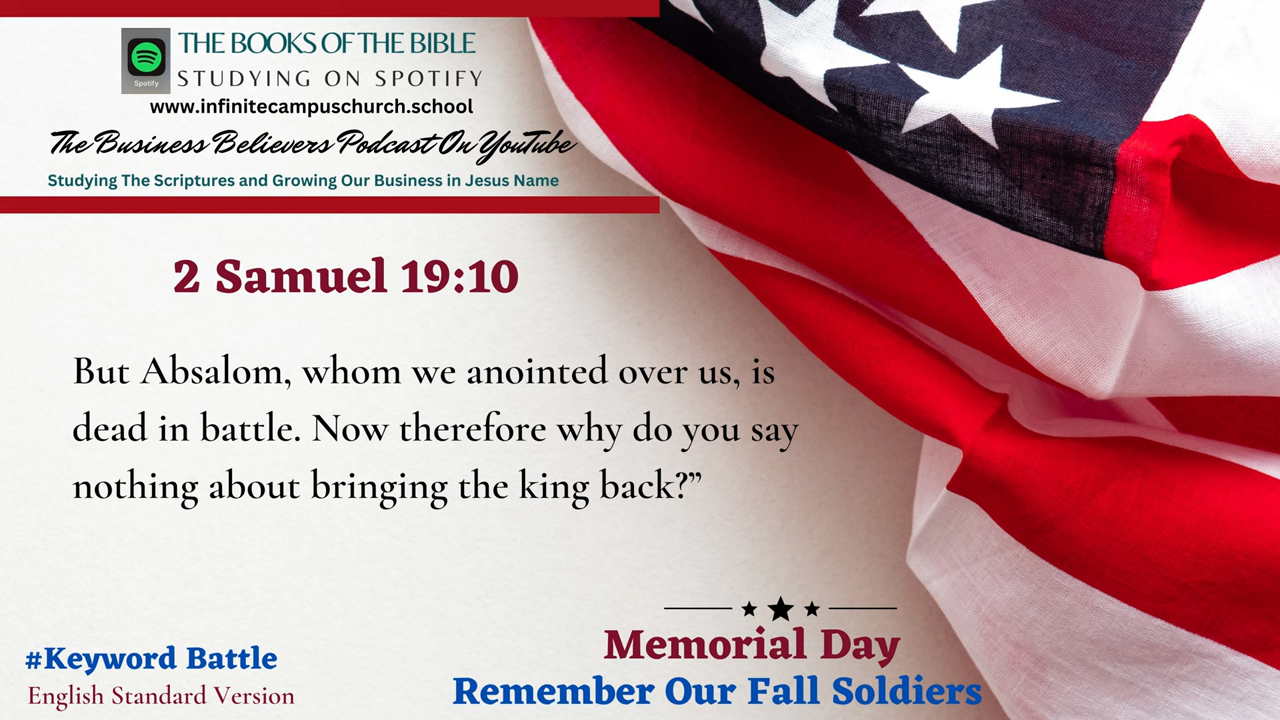 THE BOOKS OF THE BIBLE
Spotify
STUDYING ON SPOTIFY
www.infinitecampuschurch.school
The Business Believers Podcast On YouTube
Studying The Scriptures and Growing Our Business in Jesus Name
2 Samuel 19:10
But Absalom, whom we anointed over us, is
dead in battle. Now therefore why do you say
nothing about bringing the king back?”
Memorial Day
Remember Our Fall Soldiers
#Keyword Battle
English Standard Version